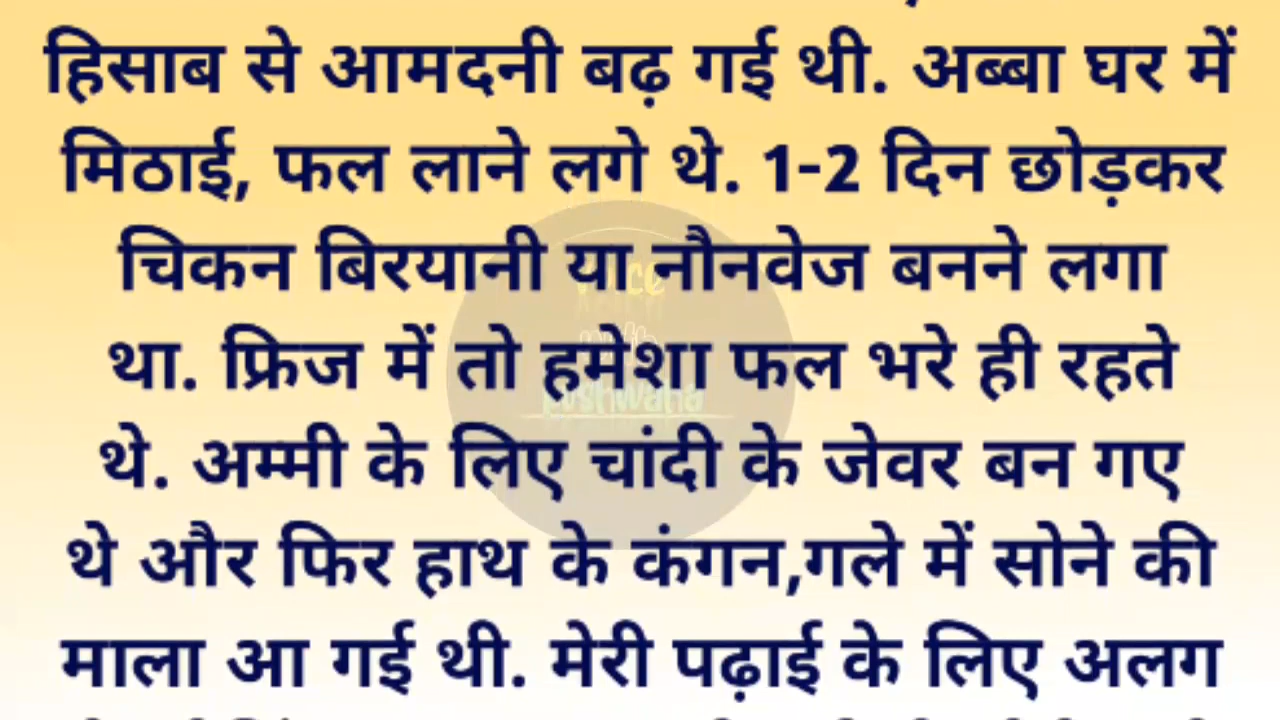 हिसाब से आमदनी बढ़ गई थी. अब्बा घर में
मिठाई, फल लाने लगे थे. 1-2 दिन छोड़कर
चिकन बिरयानी या नौनवेज बनने लगा
था. फ्रिज में तो हमेशा फल भरे ही रहते
थे. अम्मी के लिए चांदी के जेवर बन गए
थे और फिर हाथ के कंगन,गले में सोने की
माला आ गई थी. मेरी पढ़ाई के लिए अलग